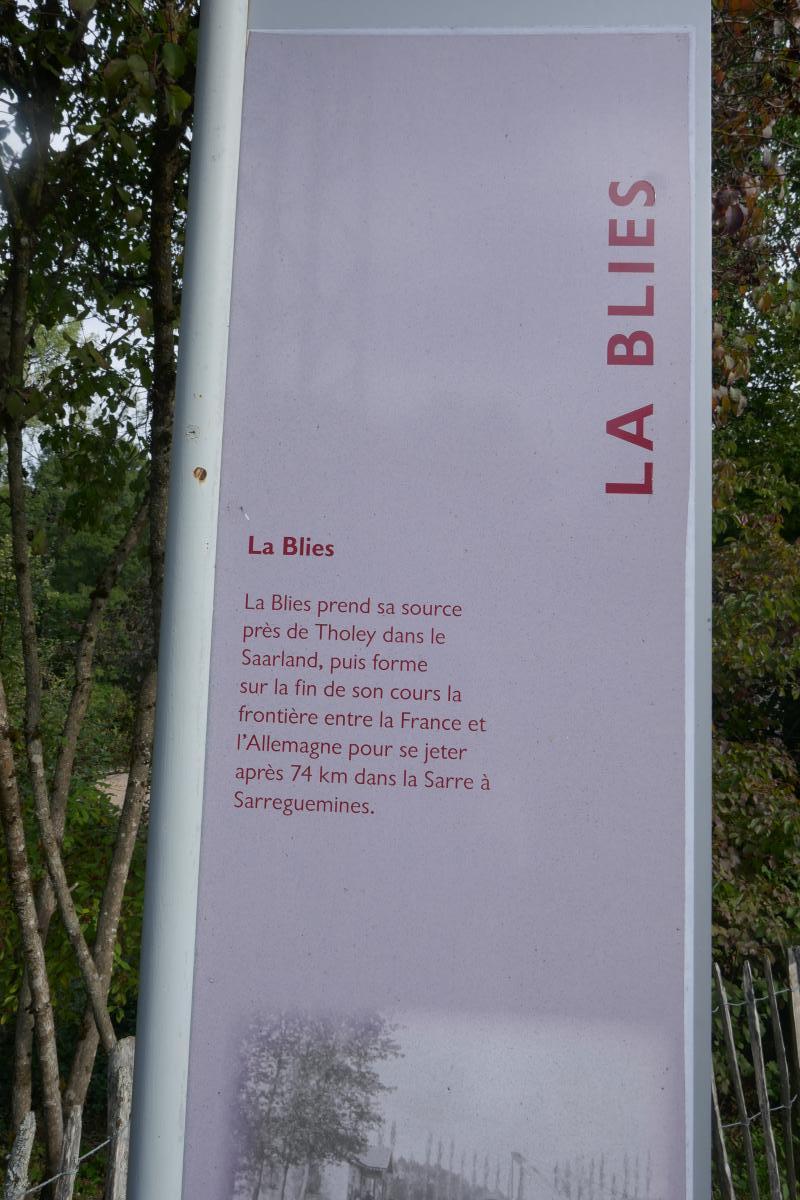 LA BLIES
La Blies
La Blies prend sa source
près de Tholey dans le
Saarland, puis forme
sur la fin de son cours la
frontière entre la France et
l'Allemagne pour se jeter
après 74 km dans la Sarre à
Sarreguemines.